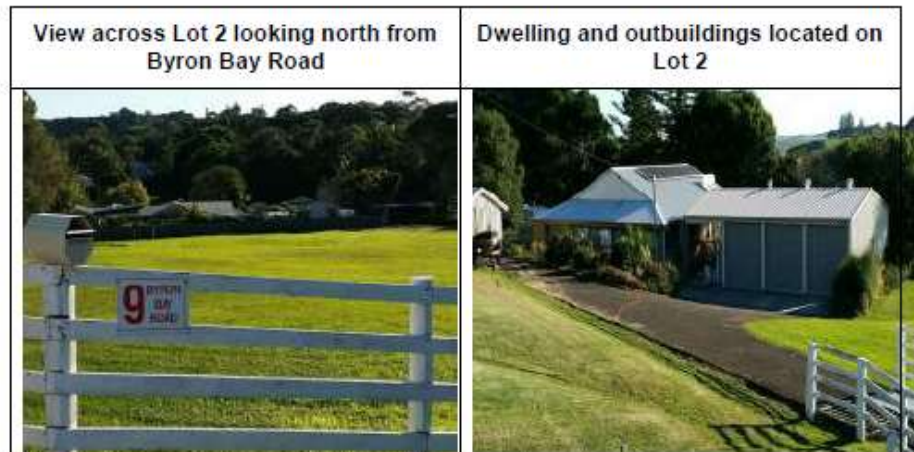 View across Lot 2 looking north from
Byron Bay Road
Dwelling and outbuildings located on
Lot 2
9 BYRON
BAY
ROAD